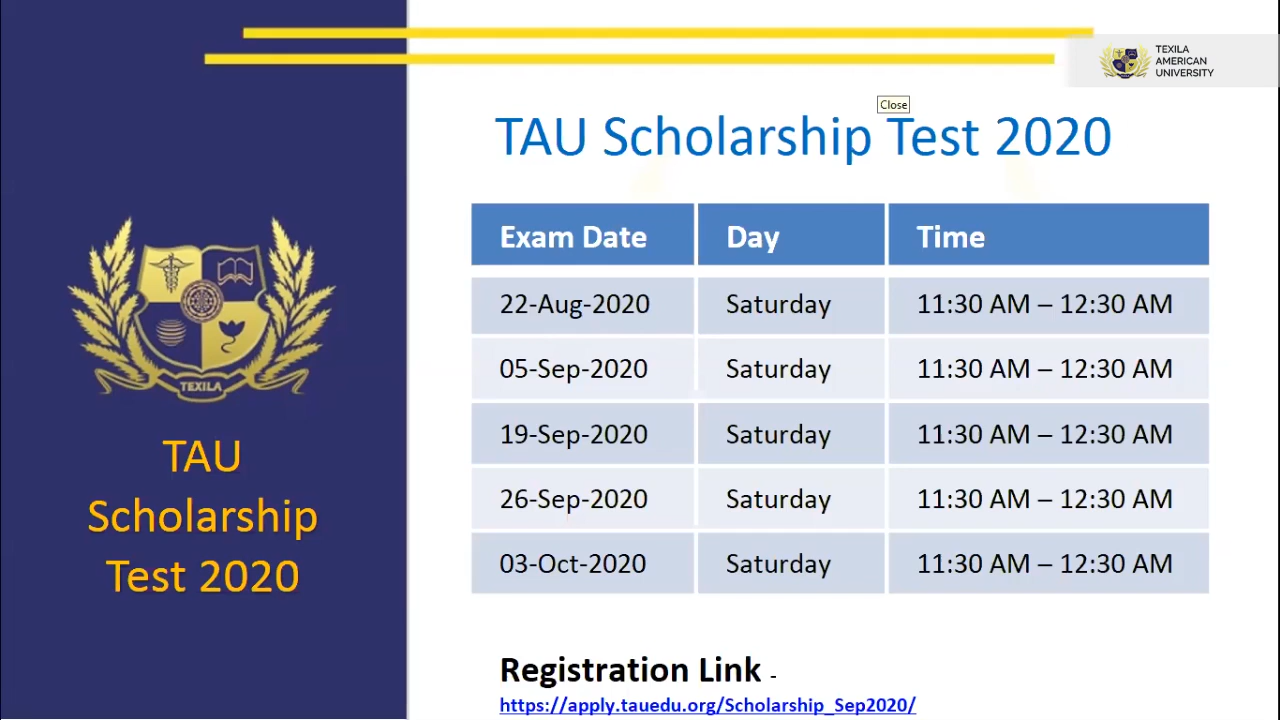 TEXILA
AMERICAN
UNIVERSITY
Close
TAU Scholarship Test 2020
Exam Date Day Time
22-Aug-2020 Saturday 11:30 AM – 12:30 AM
05-Sep-2020 Saturday 11:30 AM – 12:30 AM
19-Sep-2020 Saturday 11:30 AM – 12:30 AM
26-Sep-2020 Saturday 11:30 AM – 12:30 AM
03-Oct-2020 Saturday 11:30 AM – 12:30 AM
TEXILA
TAU
Scholarship
Test 2020
Registration Link -
https://apply.tauedu.org/Scholarship_Sep2020/